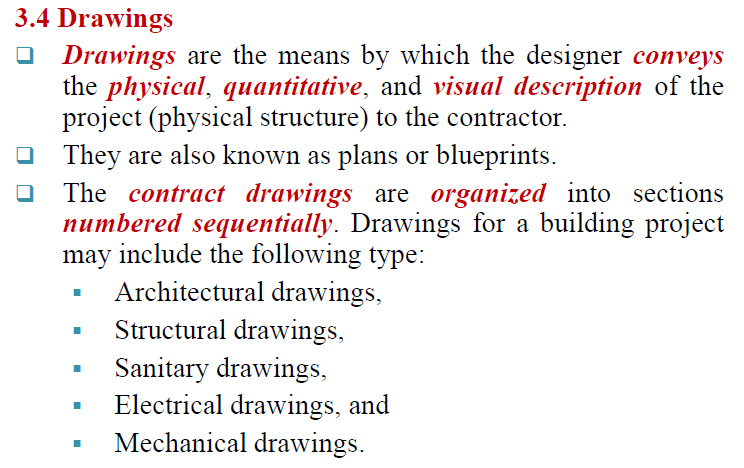 3.4 Drawings
❑ Drawings are the means by which the designer conveys
the physical, quantitative, and visual description of the
project (physical structure) to the contractor.
❑ They are also known as plans or blueprints.
❑ The contract drawings are organized into sections
numbered sequentially. Drawings for a building project
may include the following type:
▪ Architectural drawings,
▪ Structural drawings,
▪ Sanitary drawings,
▪ Electrical drawings, and
▪ Mechanical drawings.